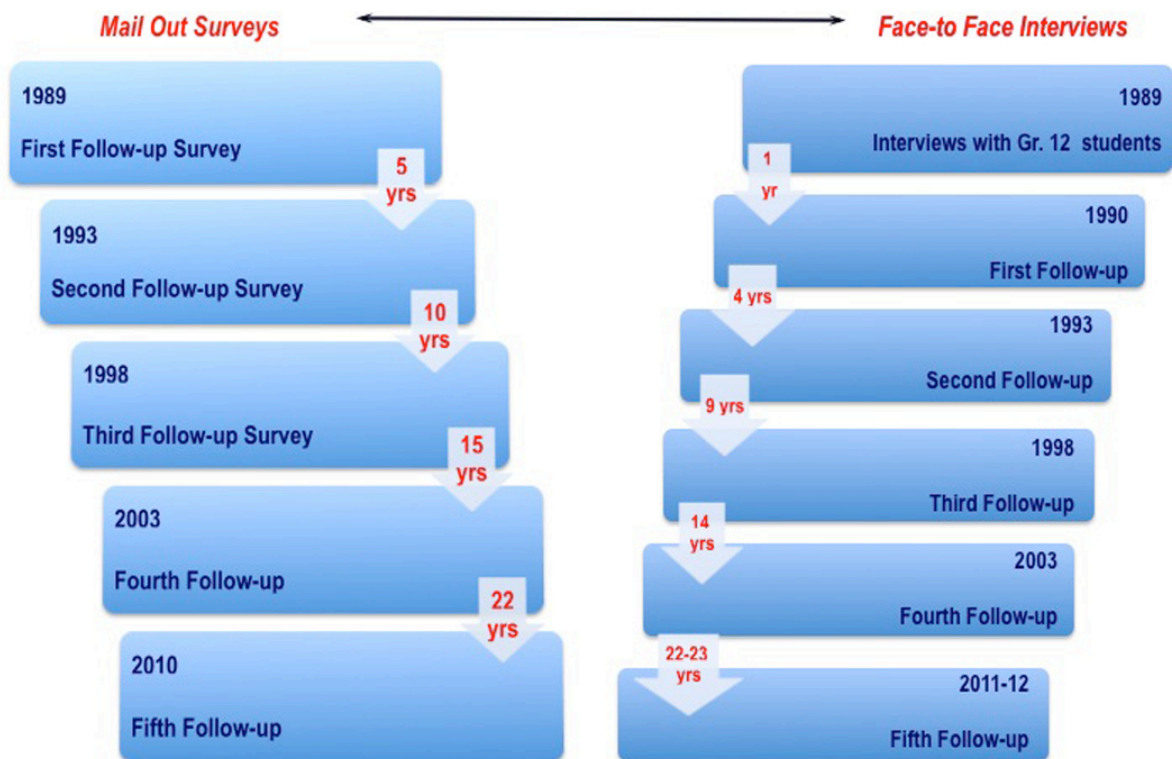 Mail Out Surveys
Face-to Face Interviews
1989
First Follow-up Survey
5
yrs
1993
Second Follow-up Survey
10
yrs
1998
Third Follow-up Survey
15
yrs
2003
Fourth Follow-up
22
yrs
2010
Fifth Follow-up
1989
Interviews with Gr. 12 students
1
yr
1990
First Follow-up
4 yrs
1993
Second Follow-up
9 yrs
1998
Third Follow-up
14
yrs
2003
Fourth Follow-up
22-23
yrs
2011-12
Fifth Follow-up